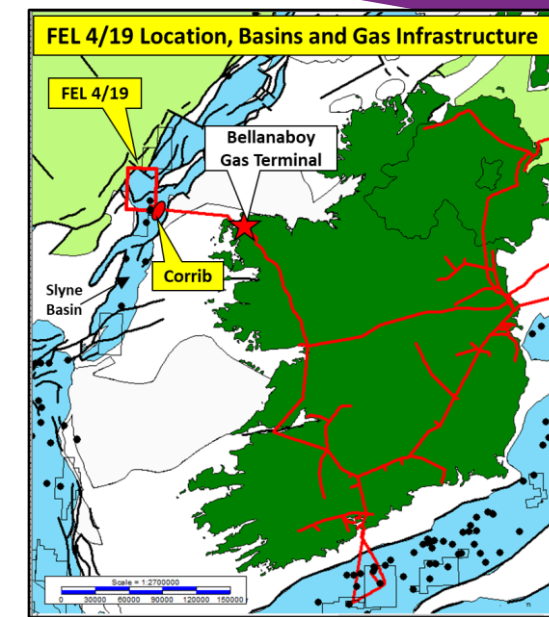 FEL 4/19 Location, Basins and Gas Infrastructure
FEL 4/19
Bellanaboy
Gas Terminal
Corrib
Slyne
Basin
Scale = 1:2700000
0 30000 60000 90000 120000 150000